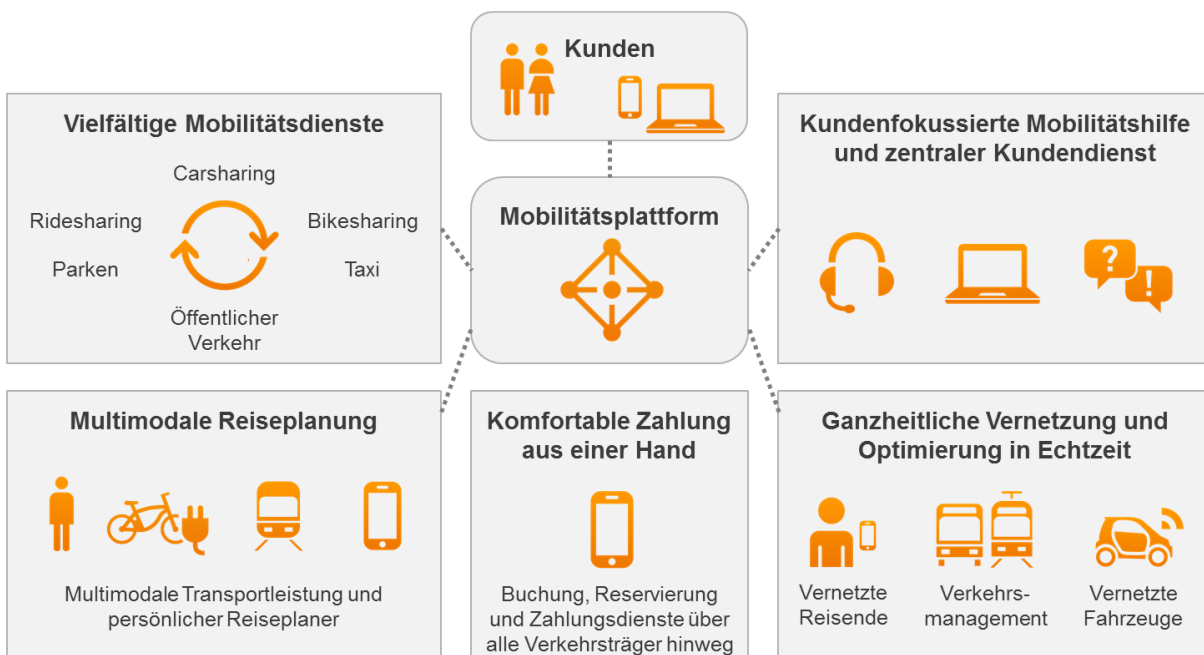 Kunden
Vielfältige Mobilitätsdienste
Carsharing
Ridesharing
Bikesharing
Parken
Taxi
Öffentlicher
Verkehr
Mobilitätsplattform
Kundenfokussierte Mobilitätshilfe
und zentraler Kundendienst
?
!
Multimodale Reiseplanung
Multimodale Transportleistung und
persönlicher Reiseplaner
Komfortable Zahlung
aus einer Hand
Buchung, Reservierung
und Zahlungsdienste über
alle Verkehrsträger hinweg
Ganzheitliche Vernetzung und
Optimierung in Echtzeit
Vernetzte
Reisende
Verkehrs-
management
Vernetzte
Fahrzeuge